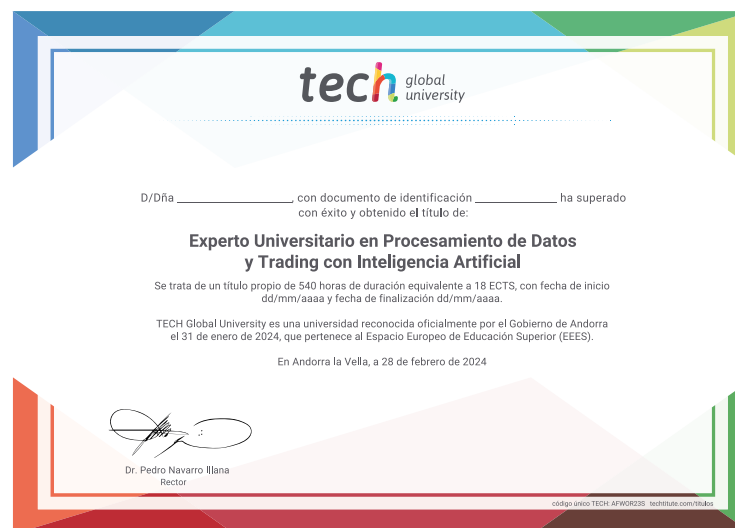 tech global university
D/Dña ______________, con documento de identificación __________ ha superado
con éxito y obtenido el título de:
Experto Universitario en Procesamiento de Datos
y Trading con Inteligencia Artificial
Se trata de un título propio de 540 horas de duración equivalente a 18 ECTS, con fecha de inicio
dd/mm/aaaa y fecha de finalización dd/mm/aaaa.
TECH Global University es una universidad reconocida oficialmente por el Gobierno de Andorra
el 31 de enero de 2024, que pertenece al Espacio Europeo de Educación Superior (EEES).
En Andorra la Vella, a 28 de febrero de 2024
Dr. Pedro Navarro Illana
Rector
código único TECH: AFWOR23S techtitute.com/titulos